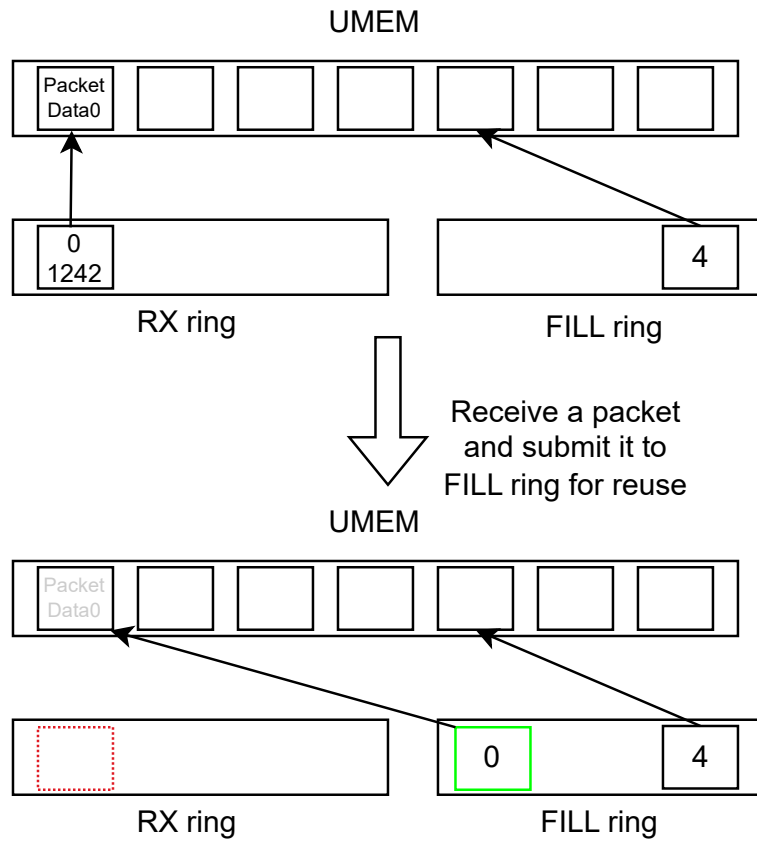 UMEM
Packet
Data0
0
1242
4
RX ring
FILL ring
Receive a packet
and submit it to
FILL ring for reuse
UMEM
Packet
Data0
0
4
RX ring
FILL ring